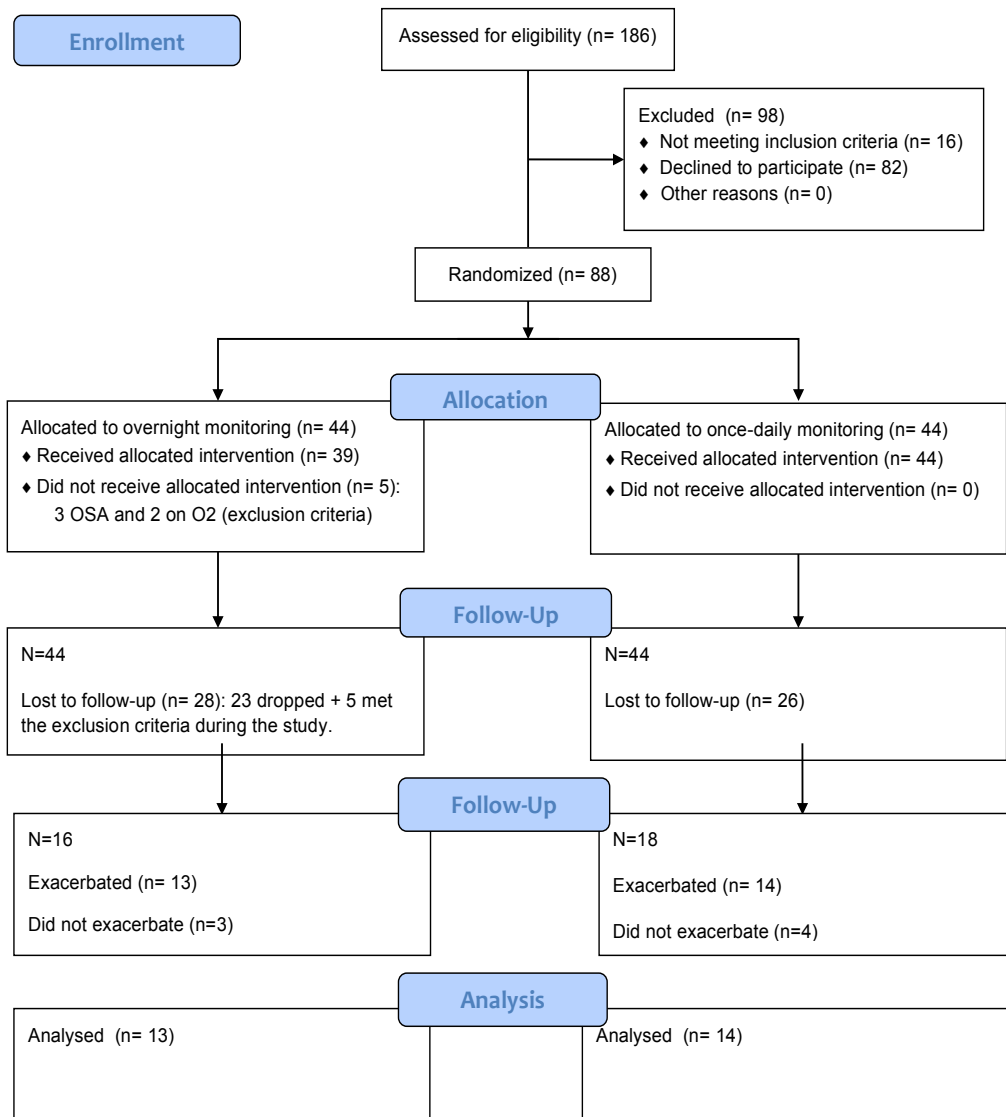 Enrollment
Assessed for eligibility (n= 186)
Excluded (n= 98)
♦ Not meeting inclusion criteria (n= 16)
♦ Declined to participate (n= 82)
♦ Other reasons (n= 0)
Randomized (n= 88)
Allocation
Allocated to overnight monitoring (n= 44)
♦ Received allocated intervention (n= 39)
♦ Did not receive allocated intervention (n= 5):
3 OSA and 2 on O2 (exclusion criteria)
Allocated to once-daily monitoring (n= 44)
♦ Received allocated intervention (n= 44)
♦ Did not receive allocated intervention (n= 0)
Follow-Up
N=44
Lost to follow-up (n= 28): 23 dropped + 5 met
the exclusion criteria during the study.
N=44
Lost to follow-up (n= 26)
Follow-Up
N=16
Exacerbated (n= 13)
Did not exacerbate (n=3)
N=18
Exacerbated (n= 14)
Did not exacerbate (n=4)
Analysis
Analysed (n= 13)
Analysed (n= 14)